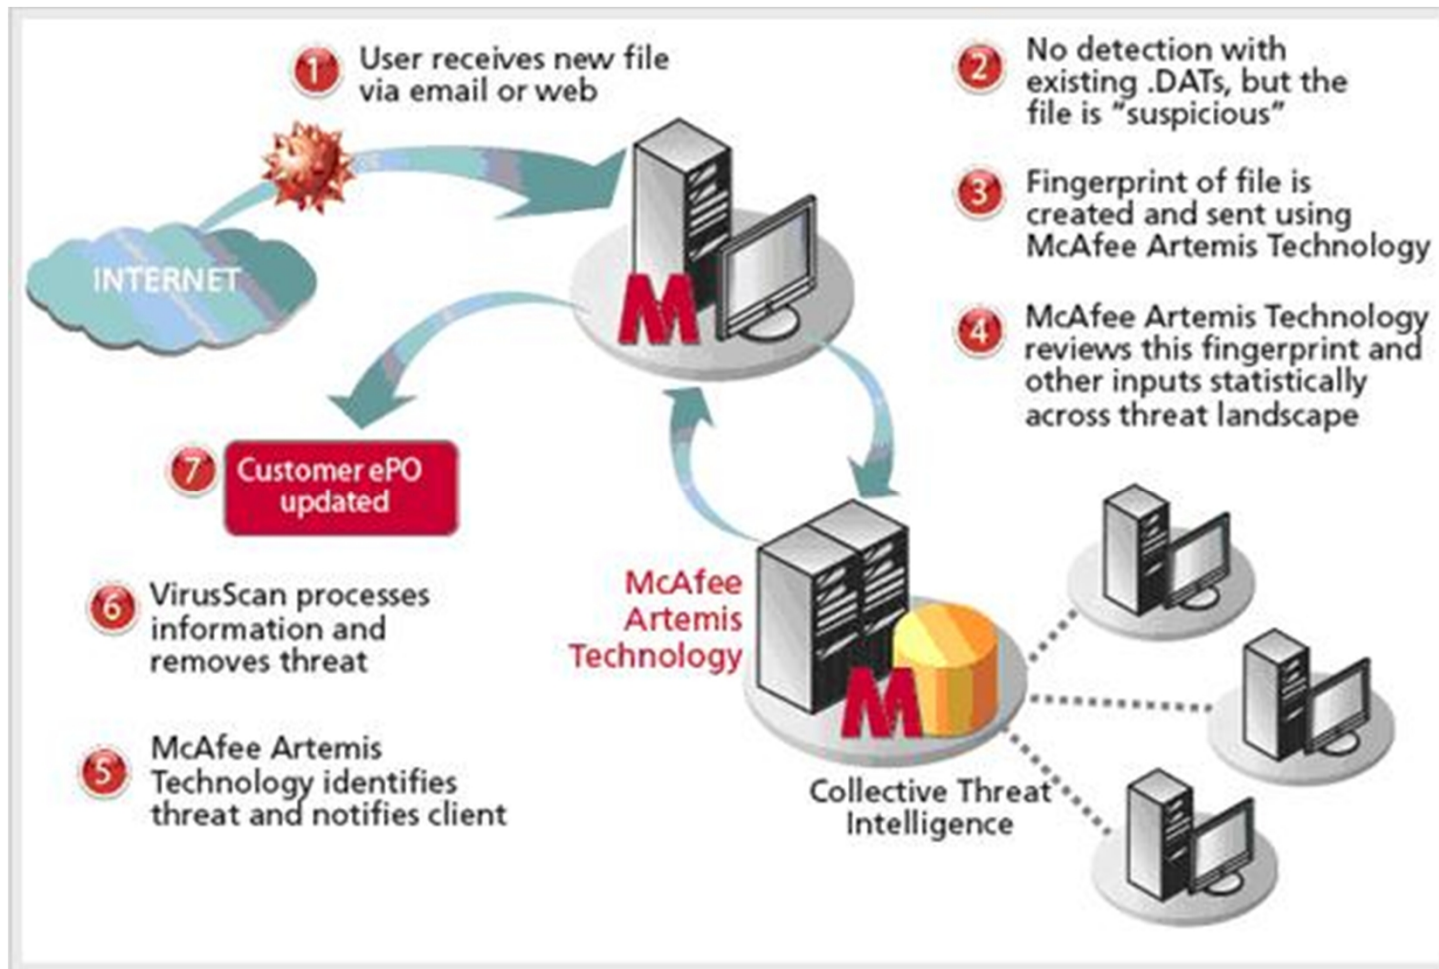 1
User receives new file
via email or web
2
No detection with
existing .DATs, but the
file is “suspicious”
3
Fingerprint of file is
created and sent using
McAfee Artemis Technology
4
McAfee Artemis Technology
reviews this fingerprint and
other inputs statistically
across threat landscape
INTERNET
M
7
Customer ePO
updated
6
VirusScan processes
information and
removes threat
5
McAfee Artemis
Technology identifies
threat and notifies client
McAfee
Artemis
Technology
M
Collective Threat
Intelligence